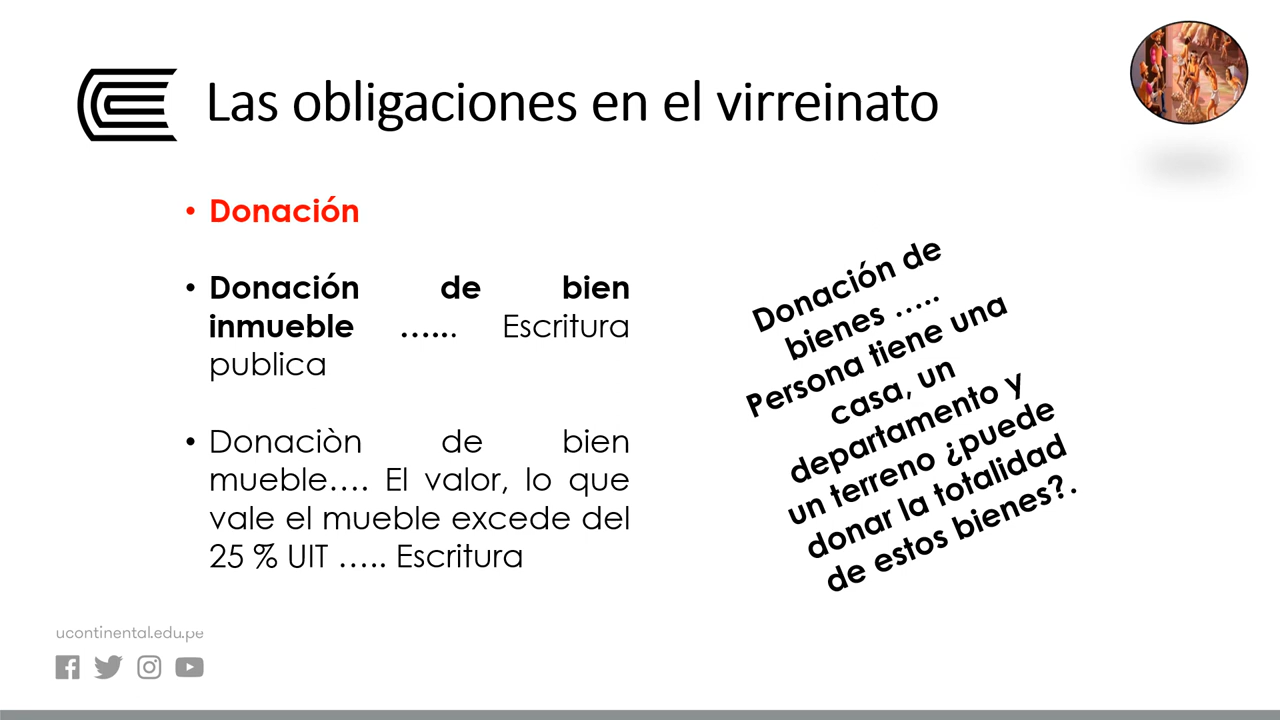 Las obligaciones en el virreinato
• Donación
• Donación de bien
inmueble …... Escritura
publica
• Donaciòn de bien
mueble…. El valor, lo que
vale el mueble excede del
25 % UIT ….. Escritura
Donación de
bienes …..
Persona tiene una
casa, un
departamento y
un terreno ¿puede
donar la totalidad
de estos bienes?.
ucontinental.edu.pe